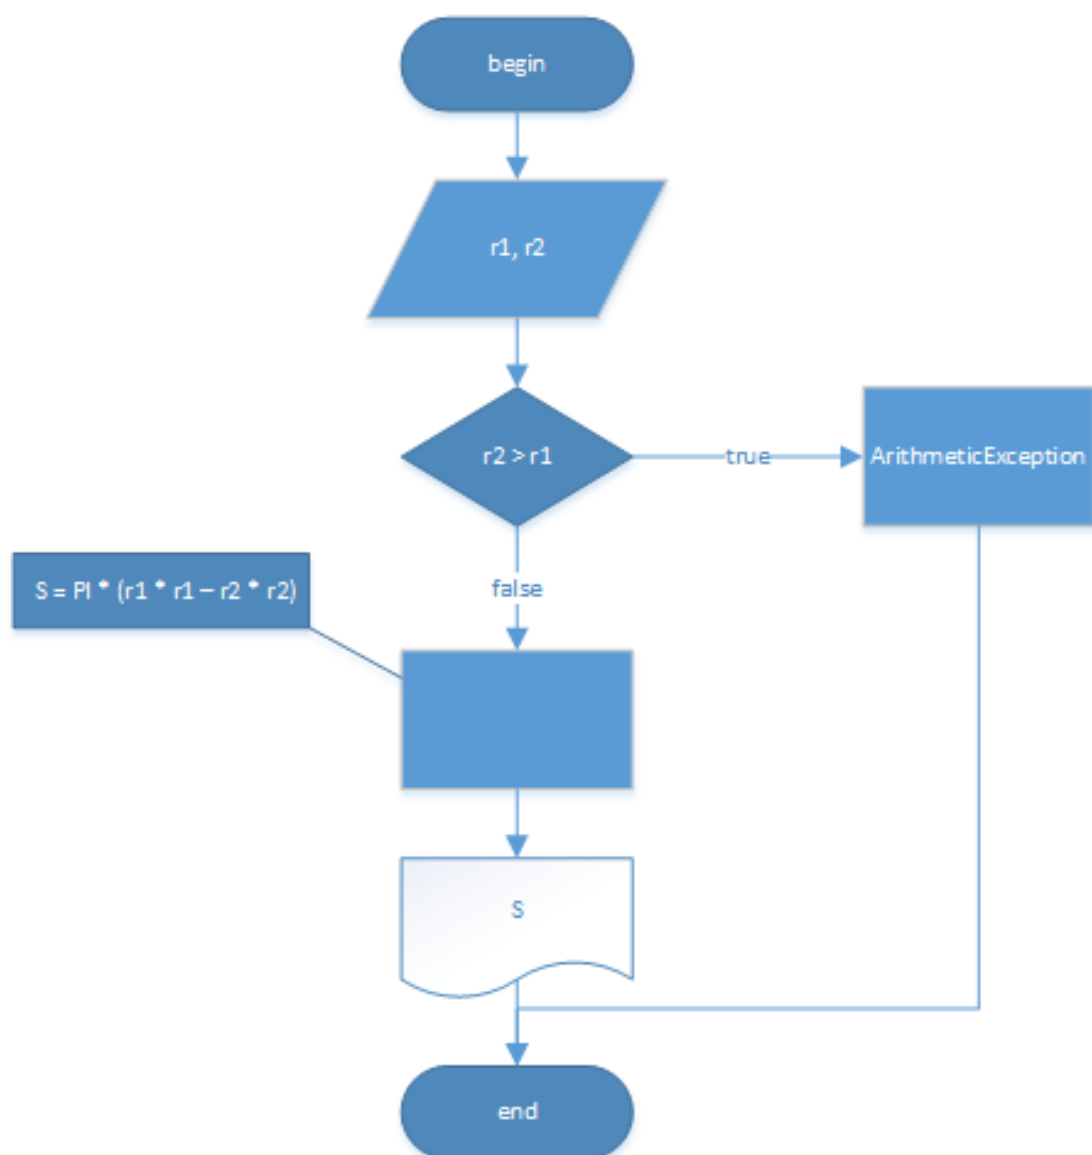 begin
r1, r2
r2 > r1
true
ArithmeticException
false
S = PI * (r1 * r1 – r2 * r2)
S
end